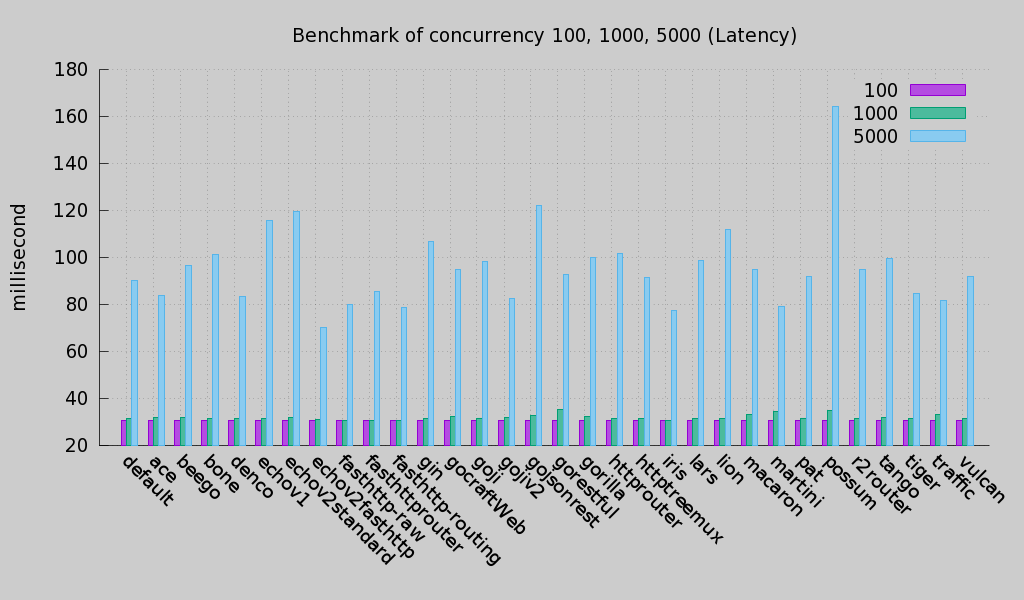 Benchmark of concurrency 100, 1000, 5000 (Latency)
180
160
140
120
100
80
60
40
20
millisecond
100
1000
5000
default
ace
beego
bone
denco
echov1
echov2standard
echov2fasthttp
fasthttp-raw
fasthttprouter
fasthttp-routing
gin
gocraftWeb
goji
gojiv2
gojsonrest
gorestful
gorilla
httprouter
httptreemux
iris
lars
lion
macaron
martini
pat
possum
r2router
tango
tiger
traffic
vulcan